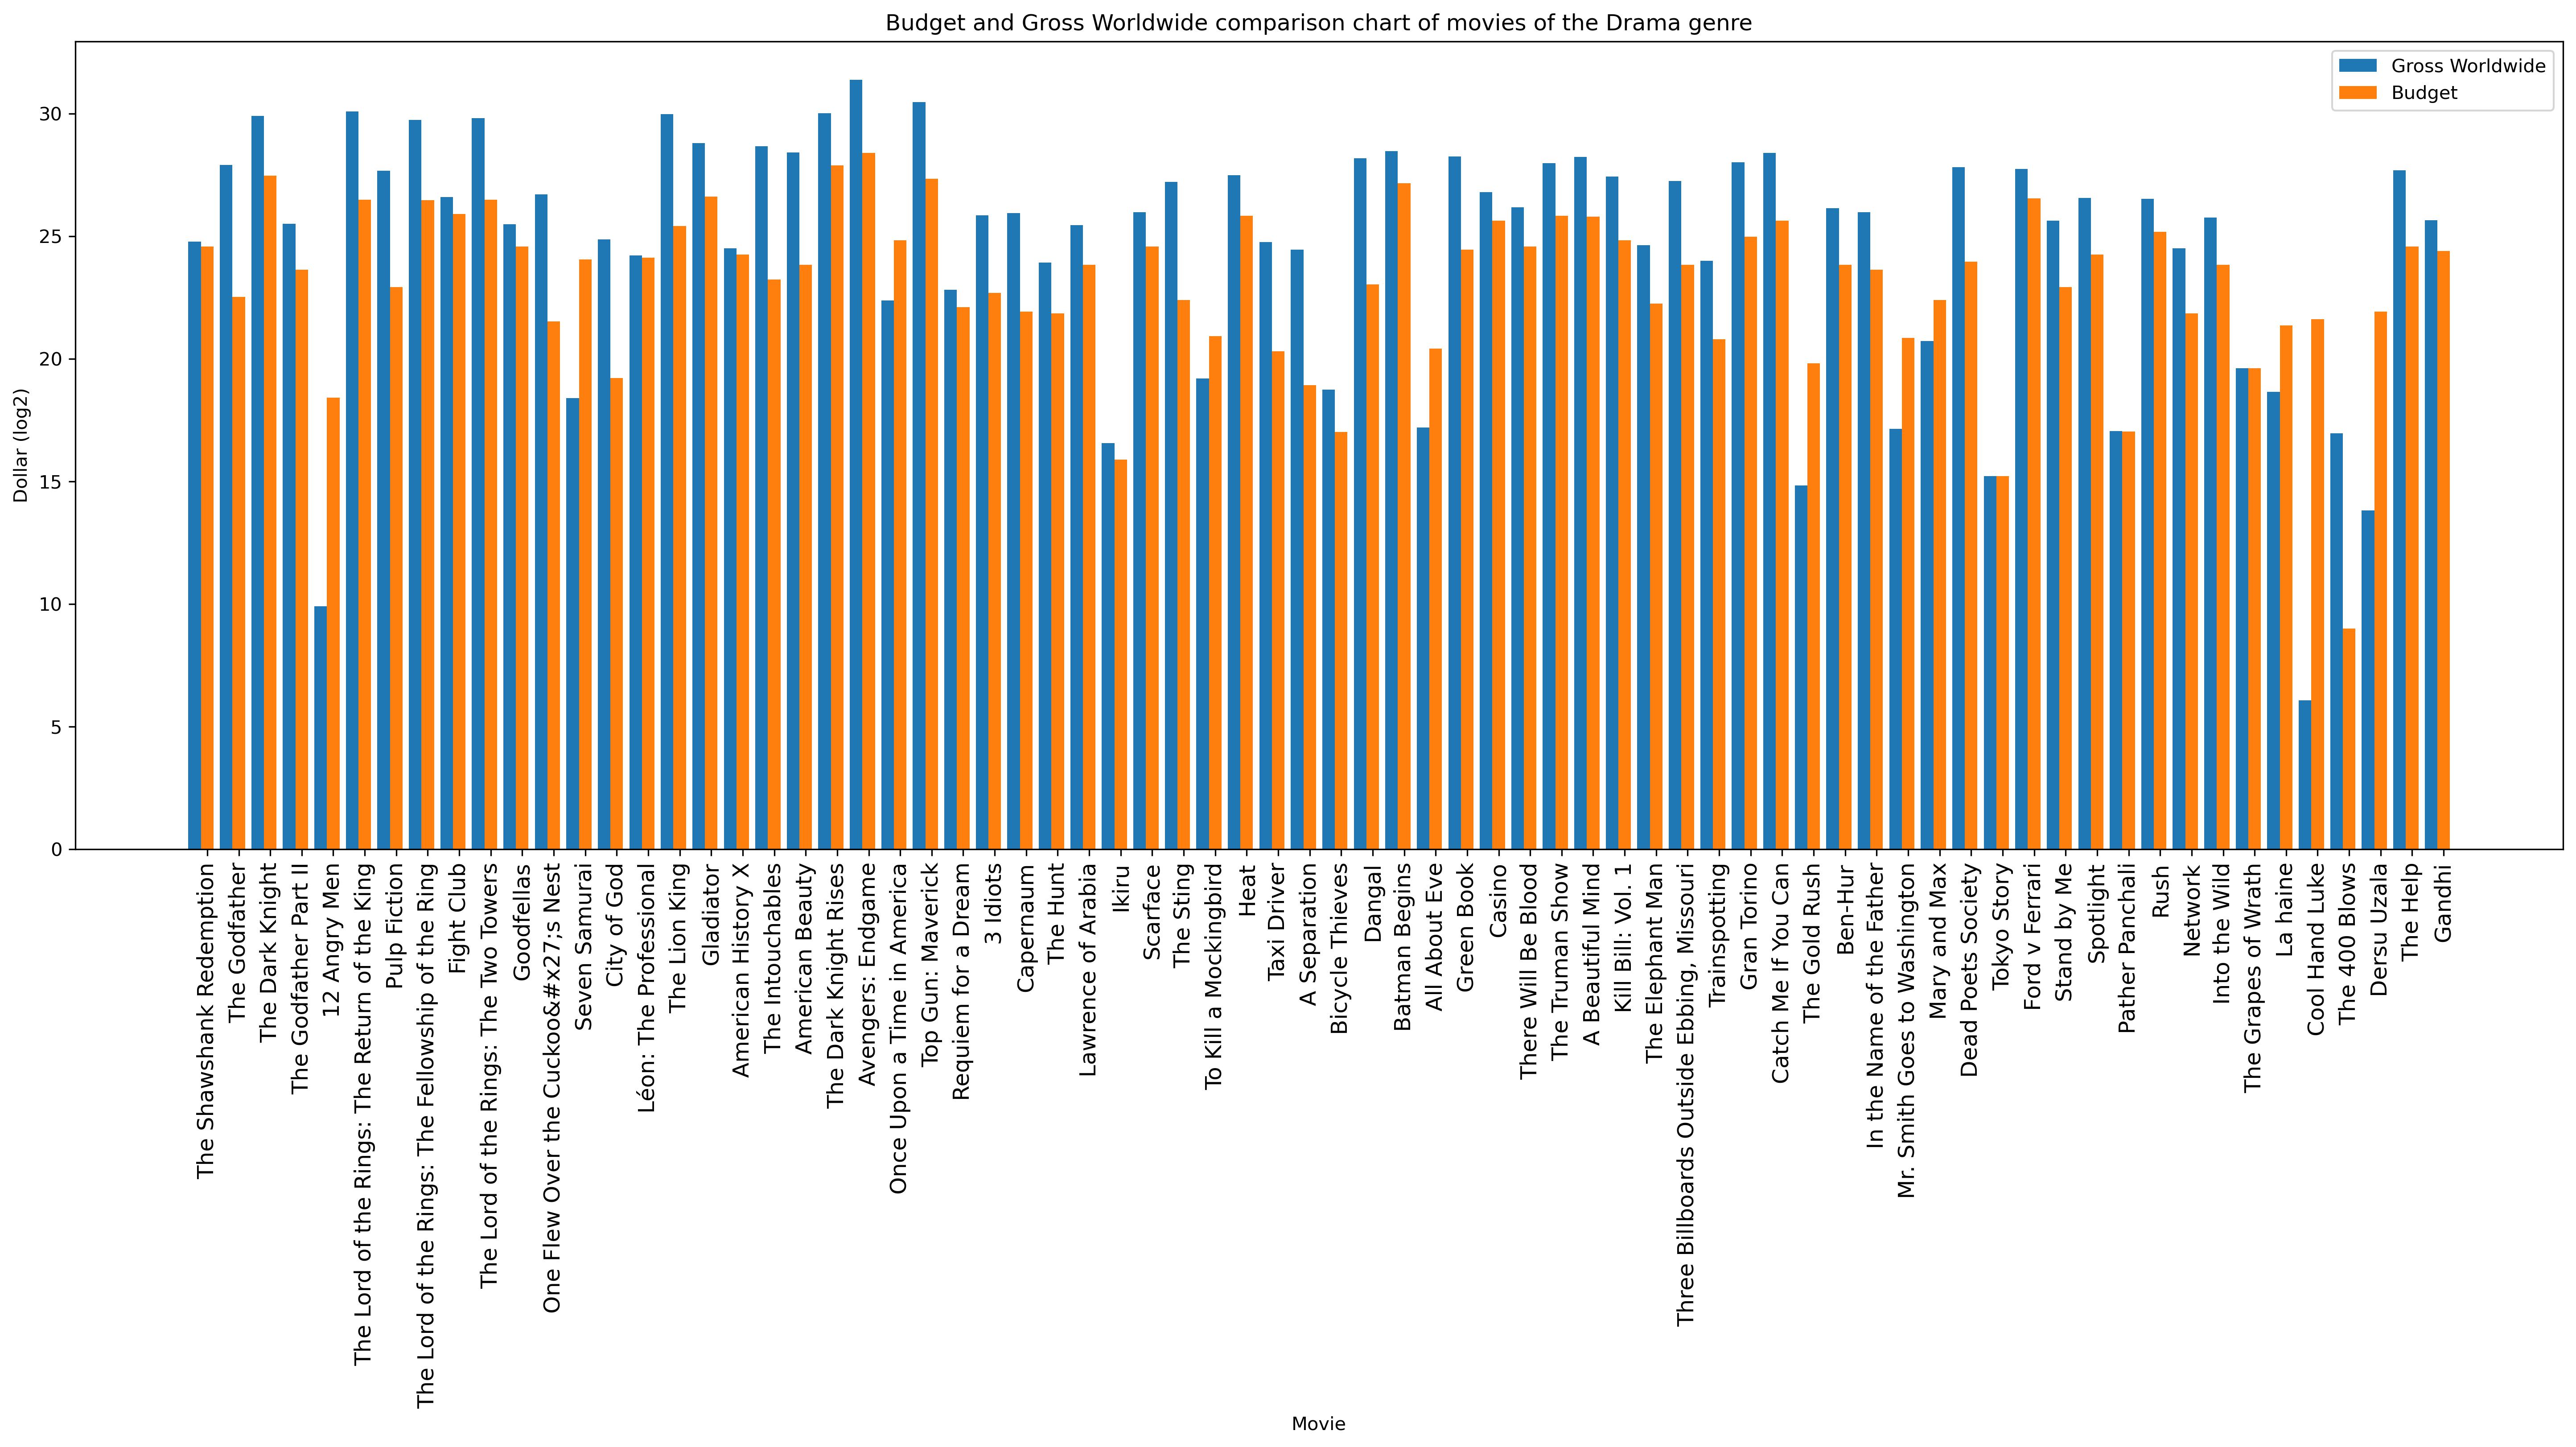 Budget and Gross Worldwide comparison chart of movies of the Drama genre
Gross Worldwide
Budget
Dollar (log2)
30
25
20
15
10
5
0
The Shawshank Redemption
The Godfather
The Dark Knight
The Godfather Part II
12 Angry Men
The Lord of the Rings: The Return of the King
Pulp Fiction
The Lord of the Rings: The Fellowship of the Ring
Fight Club
The Lord of the Rings: The Two Towers
Goodfellas
One Flew Over the Cuckoo&#x27;s Nest
Seven Samurai
City of God
Léon: The Professional
The Lion King
Gladiator
American History X
The Intouchables
American Beauty
The Dark Knight Rises
Avengers: Endgame
Once Upon a Time in America
Top Gun: Maverick
Requiem for a Dream
3 Idiots
Capernaum
The Hunt
Lawrence of Arabia
Ikiru
Scarface
The Sting
To Kill a Mockingbird
Heat
Taxi Driver
A Separation
Bicycle Thieves
Dangal
Batman Begins
All About Eve
Green Book
Casino
There Will Be Blood
The Truman Show
A Beautiful Mind
Kill Bill: Vol. 1
The Elephant Man
Three Billboards Outside Ebbing, Missouri
Trainspotting
Gran Torino
Catch Me If You Can
The Gold Rush
Ben-Hur
In the Name of the Father
Mr. Smith Goes to Washington
Mary and Max
Dead Poets Society
Tokyo Story
Ford v Ferrari
Stand by Me
Spotlight
Pather Panchali
Rush
Network
Into the Wild
The Grapes of Wrath
La haine
Cool Hand Luke
The 400 Blows
Dersu Uzala
The Help
Gandhi
Movie